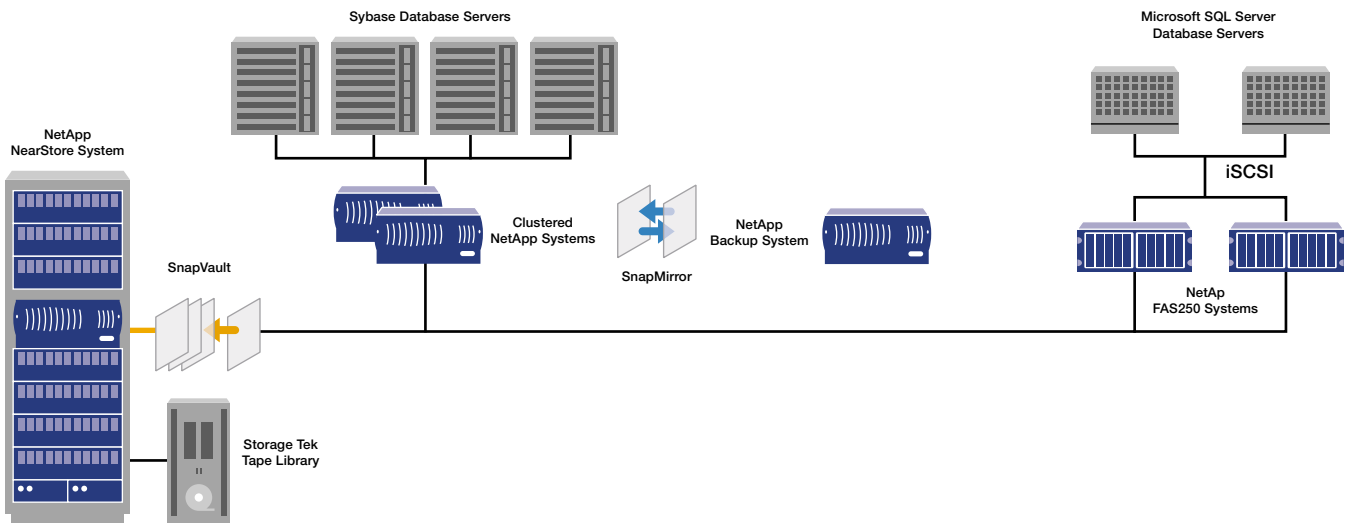 Sybase Database Servers
Microsoft SQL Server
Database Servers
NetApp
NearStore System
iSCSI
Clustered
NetApp Systems
NetApp
Backup System
SnapVault
SnapMirror
NetAp
FAS250 Systems
Storage Tek
Tape Library